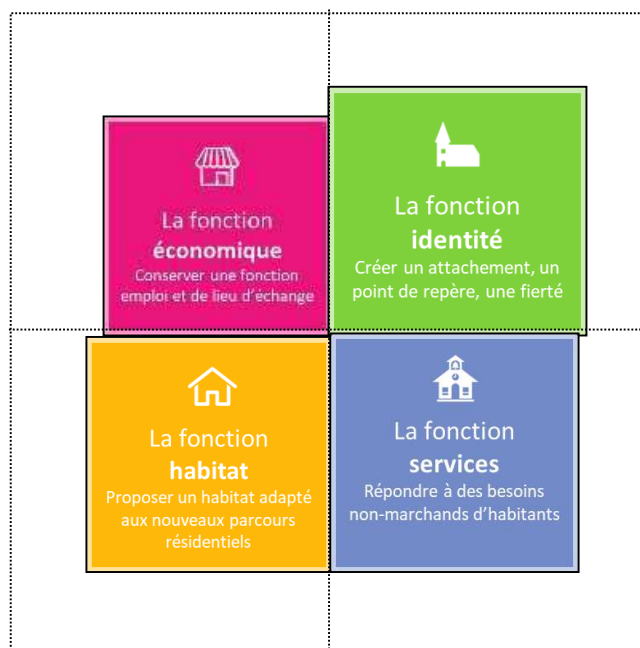 La fonction
économique
Conserver une fonction
emploi et de lieu d'échange
La fonction
identité
Créer un attachement, un
point de repère, une fierté
La fonction
habitat
Proposer un habitat adapté
aux nouveaux parcours
résidentiels
La fonction
services
Répondre à des besoins
non-marchands d'habitants